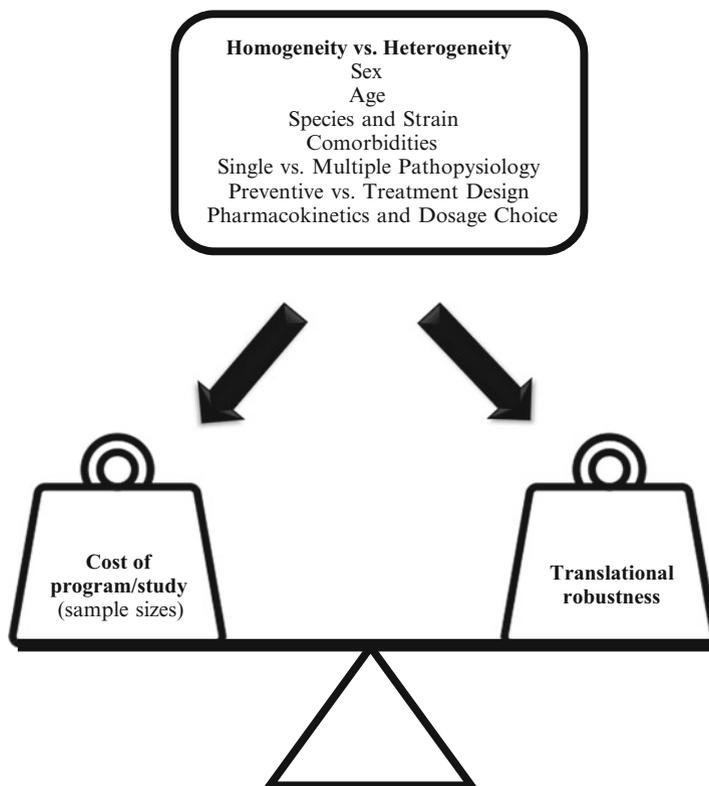 Homogeneity vs. Heterogeneity
Sex
Age
Species and Strain
Comorbidities
Single vs. Multiple Pathopysiology
Preventive vs. Treatment Design
Pharmacokinetics and Dosage Choice
Cost of
program/study
(sample sizes)
Translational
robustness